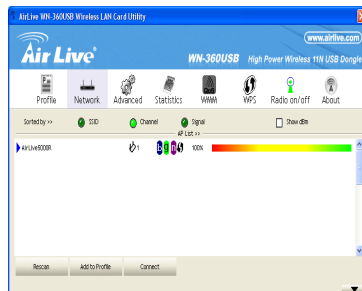 AirLive WN-360USB Wireless LAN Card Utility
www.airlive.com
Air Live®
WN-360USB High Power Wireless 11N USB Dongle
Profile Network Advanced Statistics WMM WPS Radio on/off About
Sorted by >> SSID Channel Signal Show dBm
AP List >>
AirLive5000R 1 b g n 100%
Rescan Add to Profile Connect